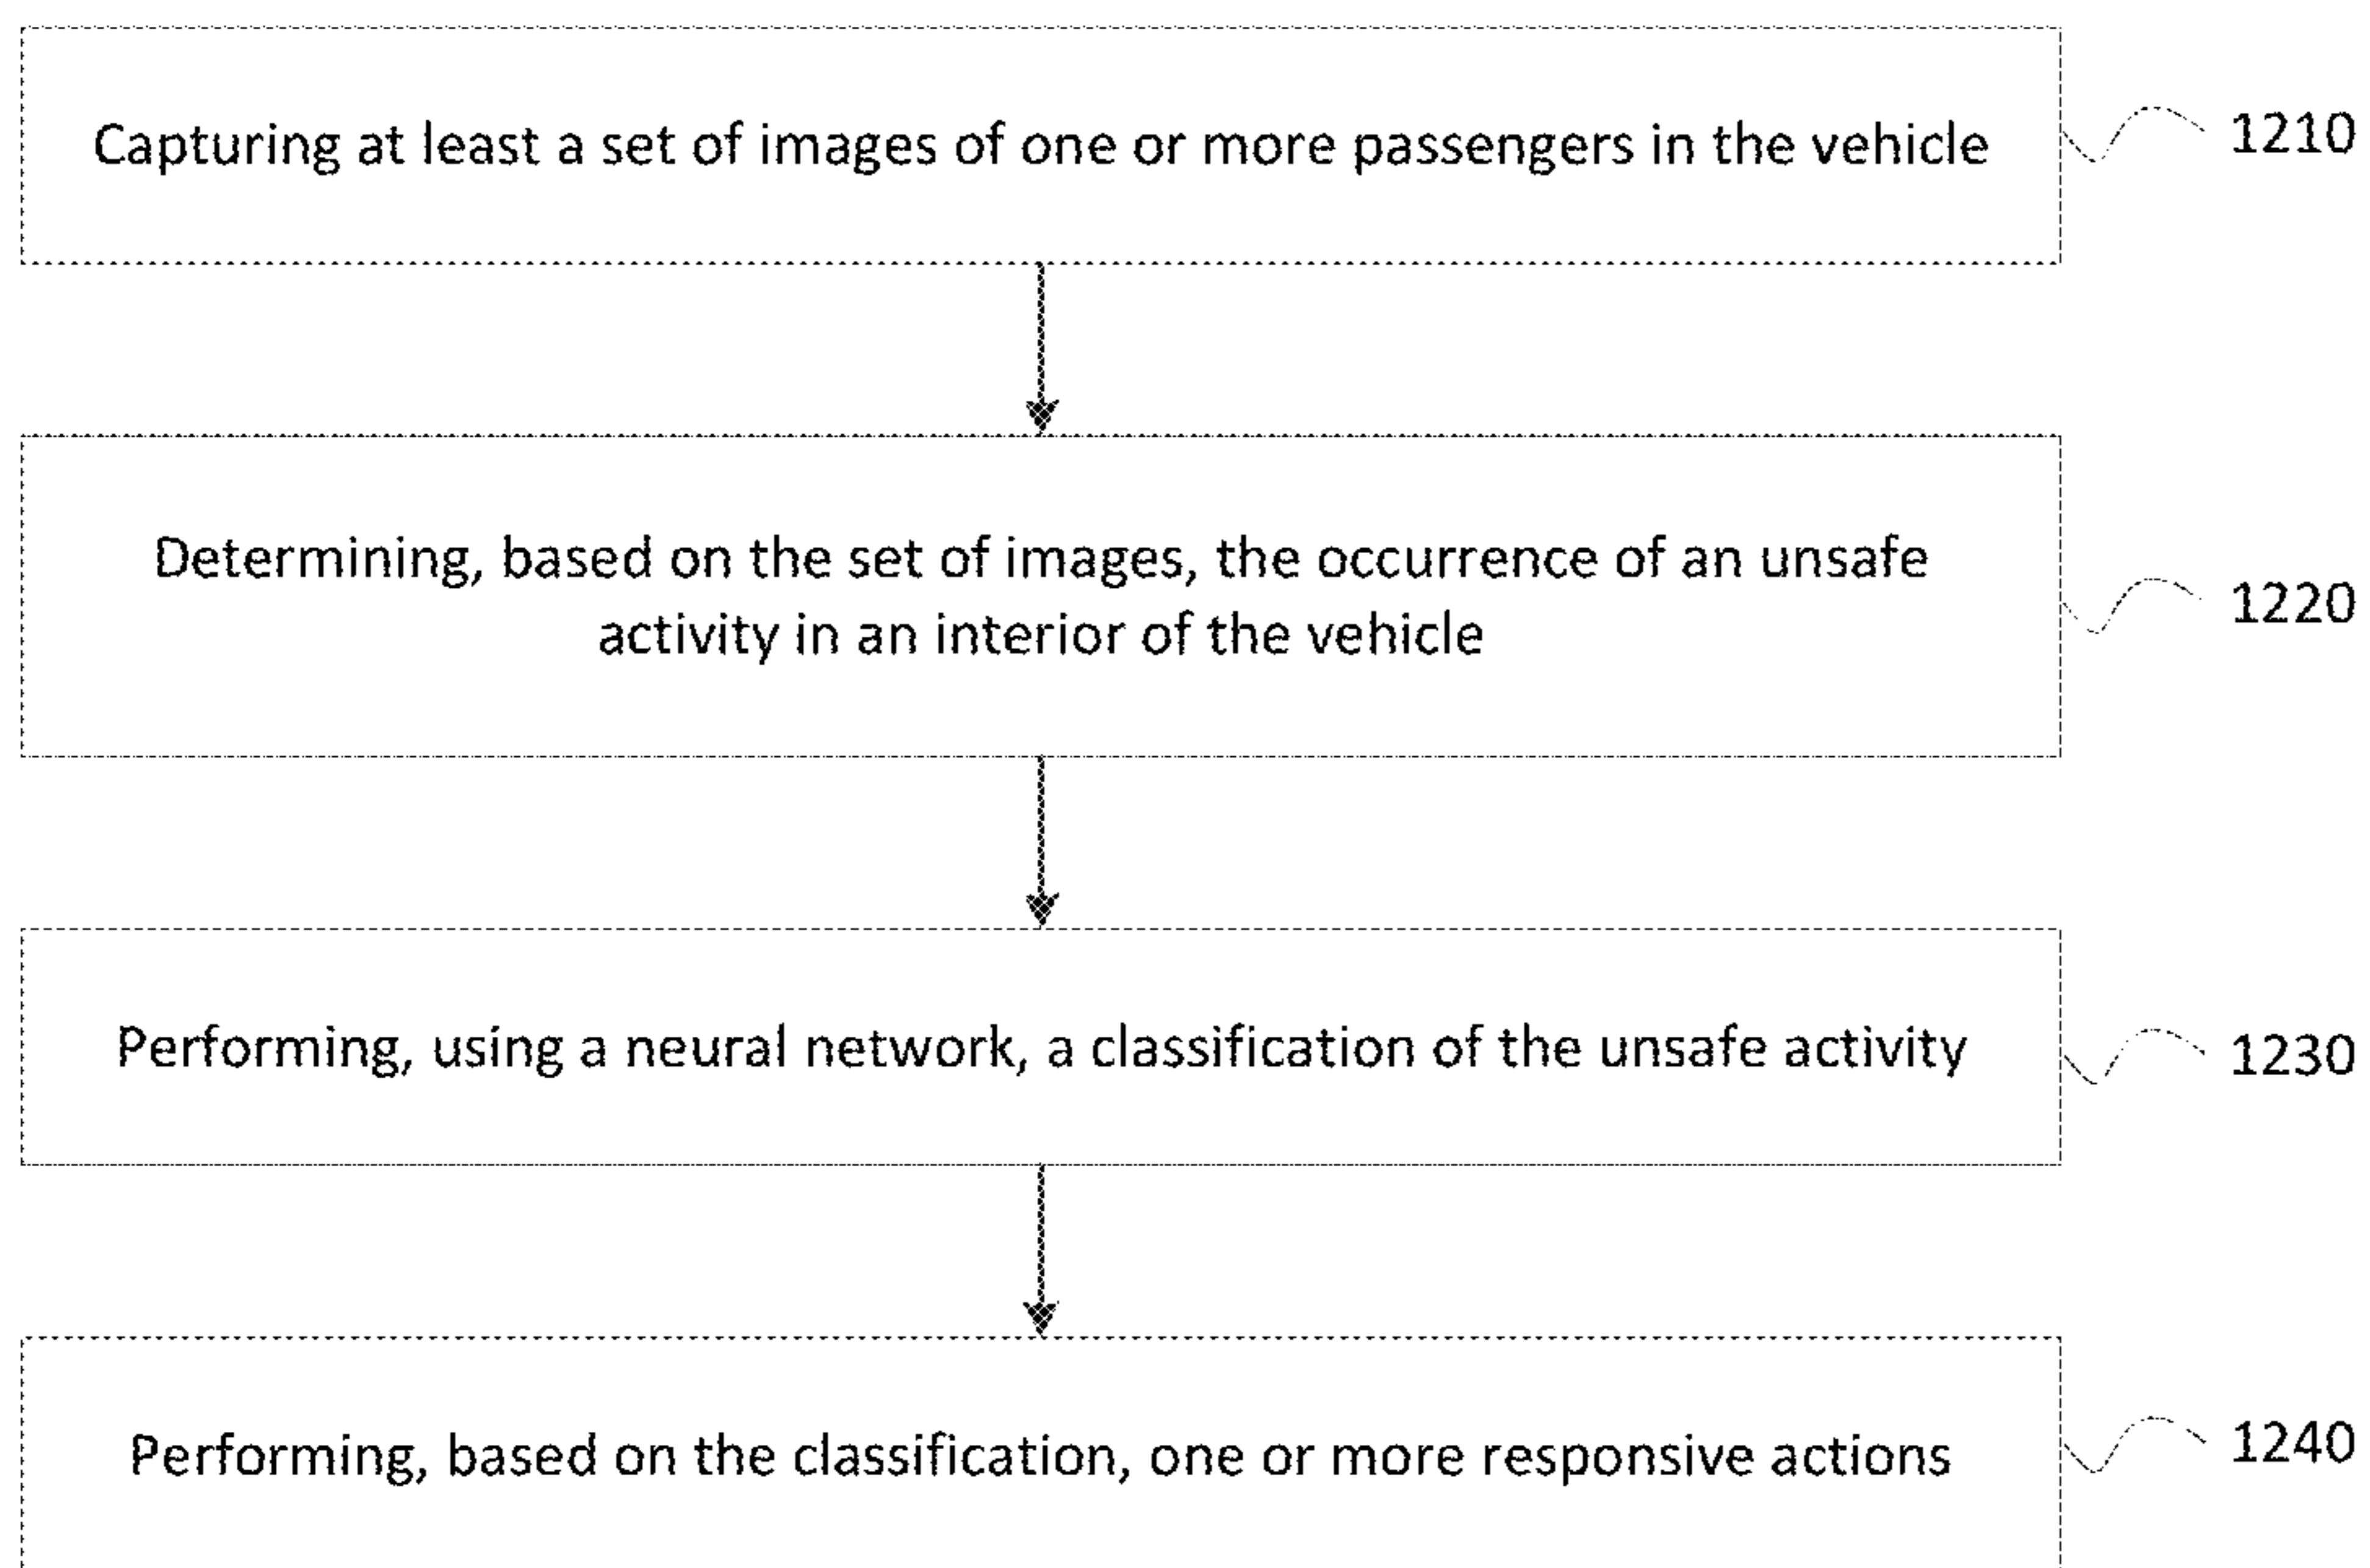 Capturing at least a set of images of one or more passengers in the vehicle
1210
Determining, based on the set of images, the occurrence of an unsafe
activity in an interior of the vehicle
1220
Performing, using a neural network, a classification of the unsafe activity
1230
Performing, based on the classification, one or more responsive actions
1240